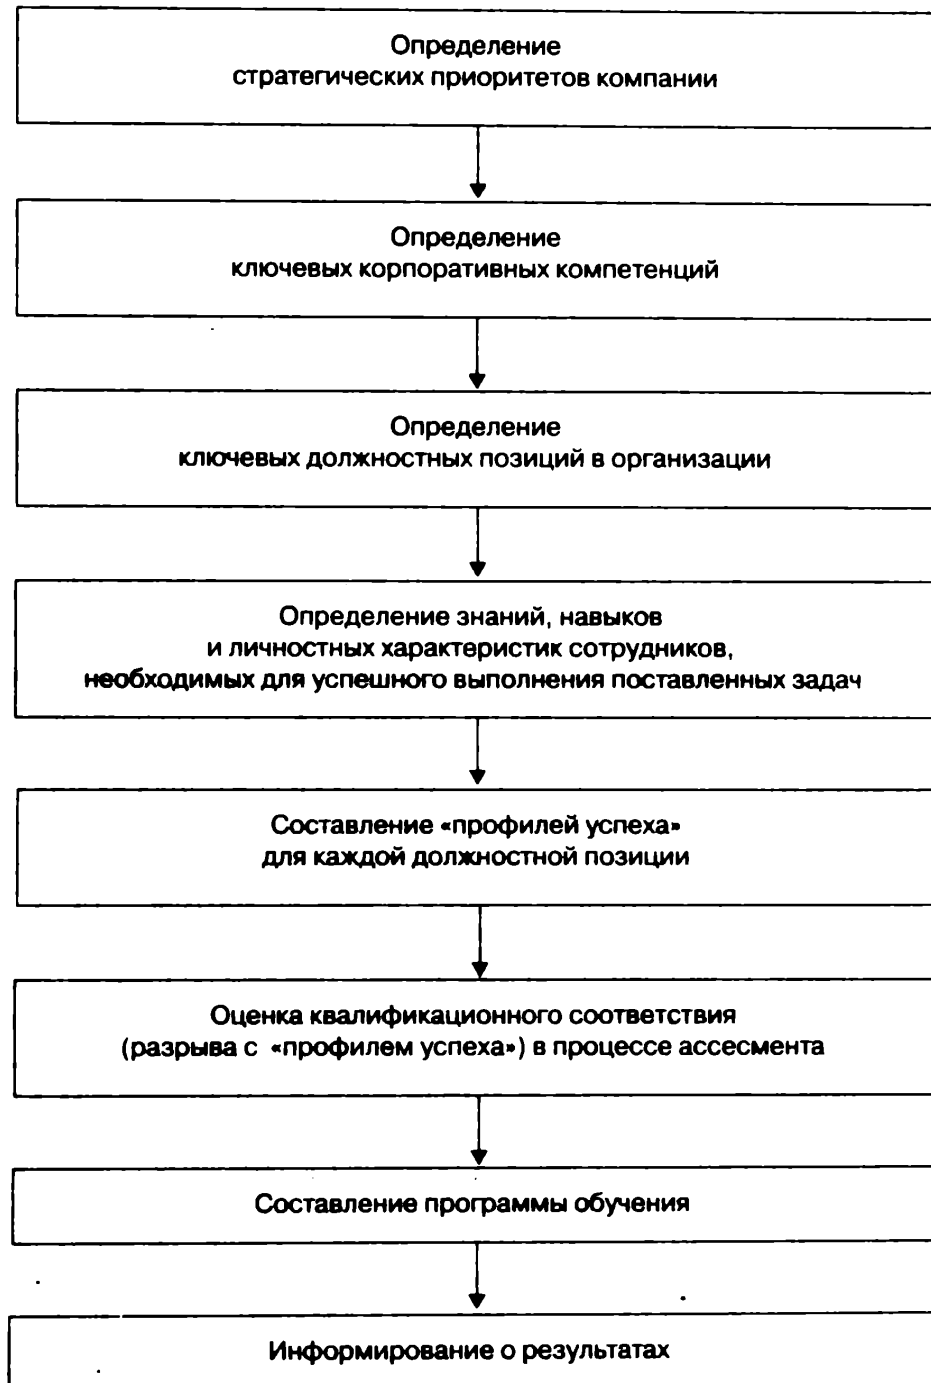 Определение
стратегических приоритетов компании
Определение
ключевых корпоративных компетенций
Определение
ключевых должностных позиций в организации
Определение знаний, навыков
и личностных характеристик сотрудников,
необходимых для успешного выполнения поставленных задач
Составление «профилей успеха»
для каждой должностной позиции
Оценка квалификационного соответствия
(разрыва с «профилем успеха») в процессе ассесмента
Составление программы обучения
Информирование о результатах